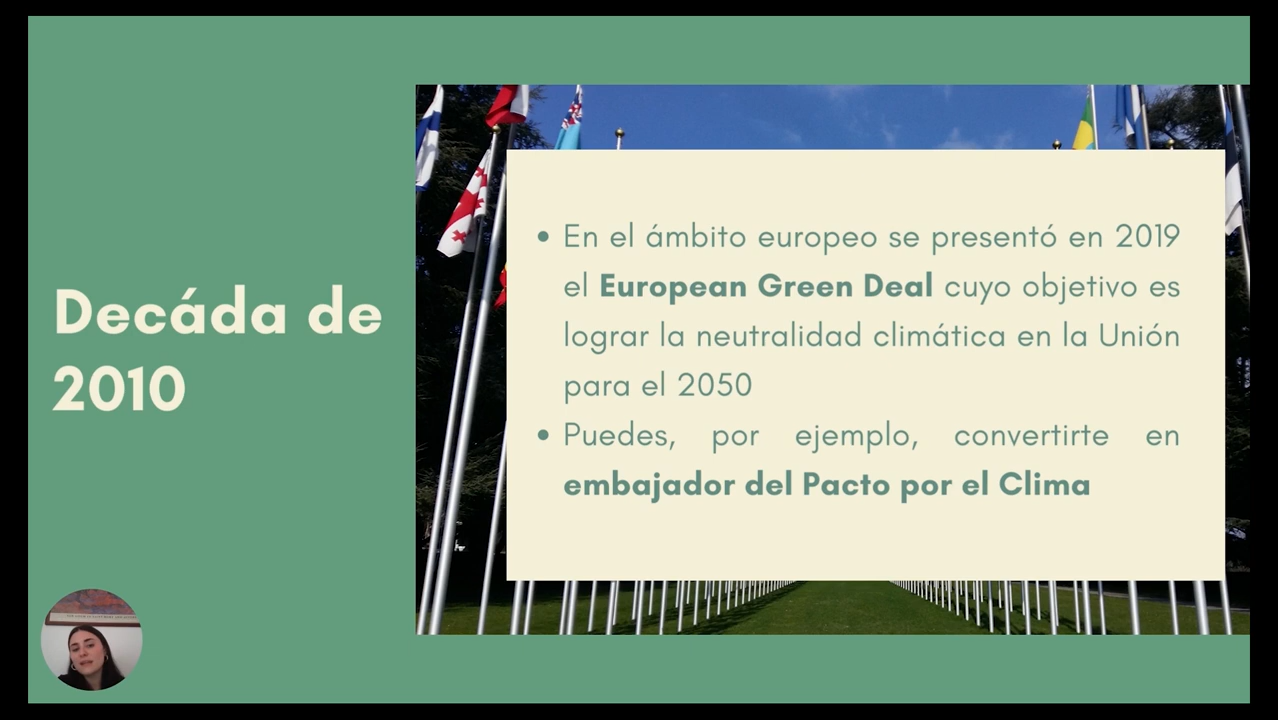 Decáda de
2010
• En el ámbito europeo se presentó en 2019
el European Green Deal cuyo objetivo es
lograr la neutralidad climática en la Unión
para el 2050
• Puedes, por ejemplo, convertirte en
embajador del Pacto por el Clima